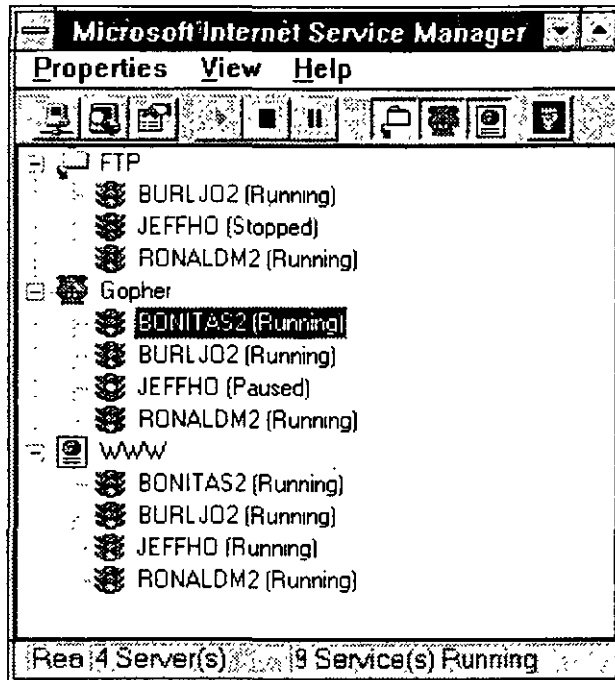 Microsoft Internet Service Manager
Properties View Help
FTP
BURLJO2 (Running)
JEFFHO (Stopped)
RONALDM2 (Running)
Gopher
BONITAS2 (Running)
BURLJO2 (Running)
JEFFHO (Paused)
RONALDM2 (Running)
WWW
BONITAS2 (Running)
BURLJO2 (Running)
JEFFHO (Running)
RONALDM2 (Running)
Rea 4 Server(s) 9 Service(s) Running